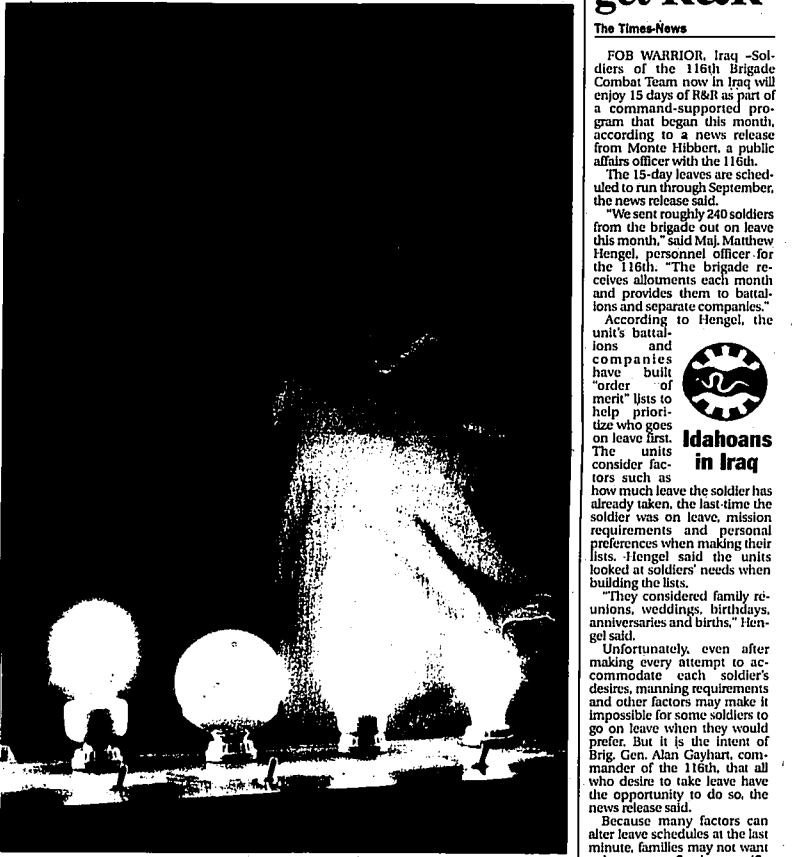 get R&R
The Times-News
FOB WARRIOR, Iraq –Sol-
diers of the 116th Brigade
Combat Team now in Iraq will
enjoy 15 days of R&R as part of
a command-supported pro-
gram that began this month,
according to a news release
from Monte Hibbert, a public
affairs officer with the 116th.
The 15-day leaves are sched-
uled to run through September,
the news release said.
"We sent roughly 240 soldiers
from the brigade out on leave
this month," said Maj. Matthew
Hengel, personnel officer for
the 116th. "The brigade re-
ceives allotments each month
and provides them to battal-
ions and separate companies."
According to Hengel, the
unit's battal-
ions and
companies
have built
"order of
merit" lists to
help priori-
tize who goes
on leave first.
The units
consider fac-
tors such as
Idahoans
in Iraq
how much leave the soldier has
already taken, the last-time the
soldier was on leave, mission
requirements and personal
preferences when making their
lists. Hengel said the units
looked at soldiers' needs when
building the lists.
"They considered family re-
unions, weddings, birthdays,
anniversaries and births," Hen-
gel said.
Unfortunately, even after
making every attempt to ac-
commodate each soldier's
desires, manning requirements
and other factors may make it
impossible for some soldiers to
go on leave when they would
prefer. But it is the intent of
Brig. Gen. Alan Gayhart, com-
mander of the 116th, that all
who desire to take leave have
the opportunity to do so, the
news release said.
Because many factors can
alter leave schedules at the last
minute, families may not want